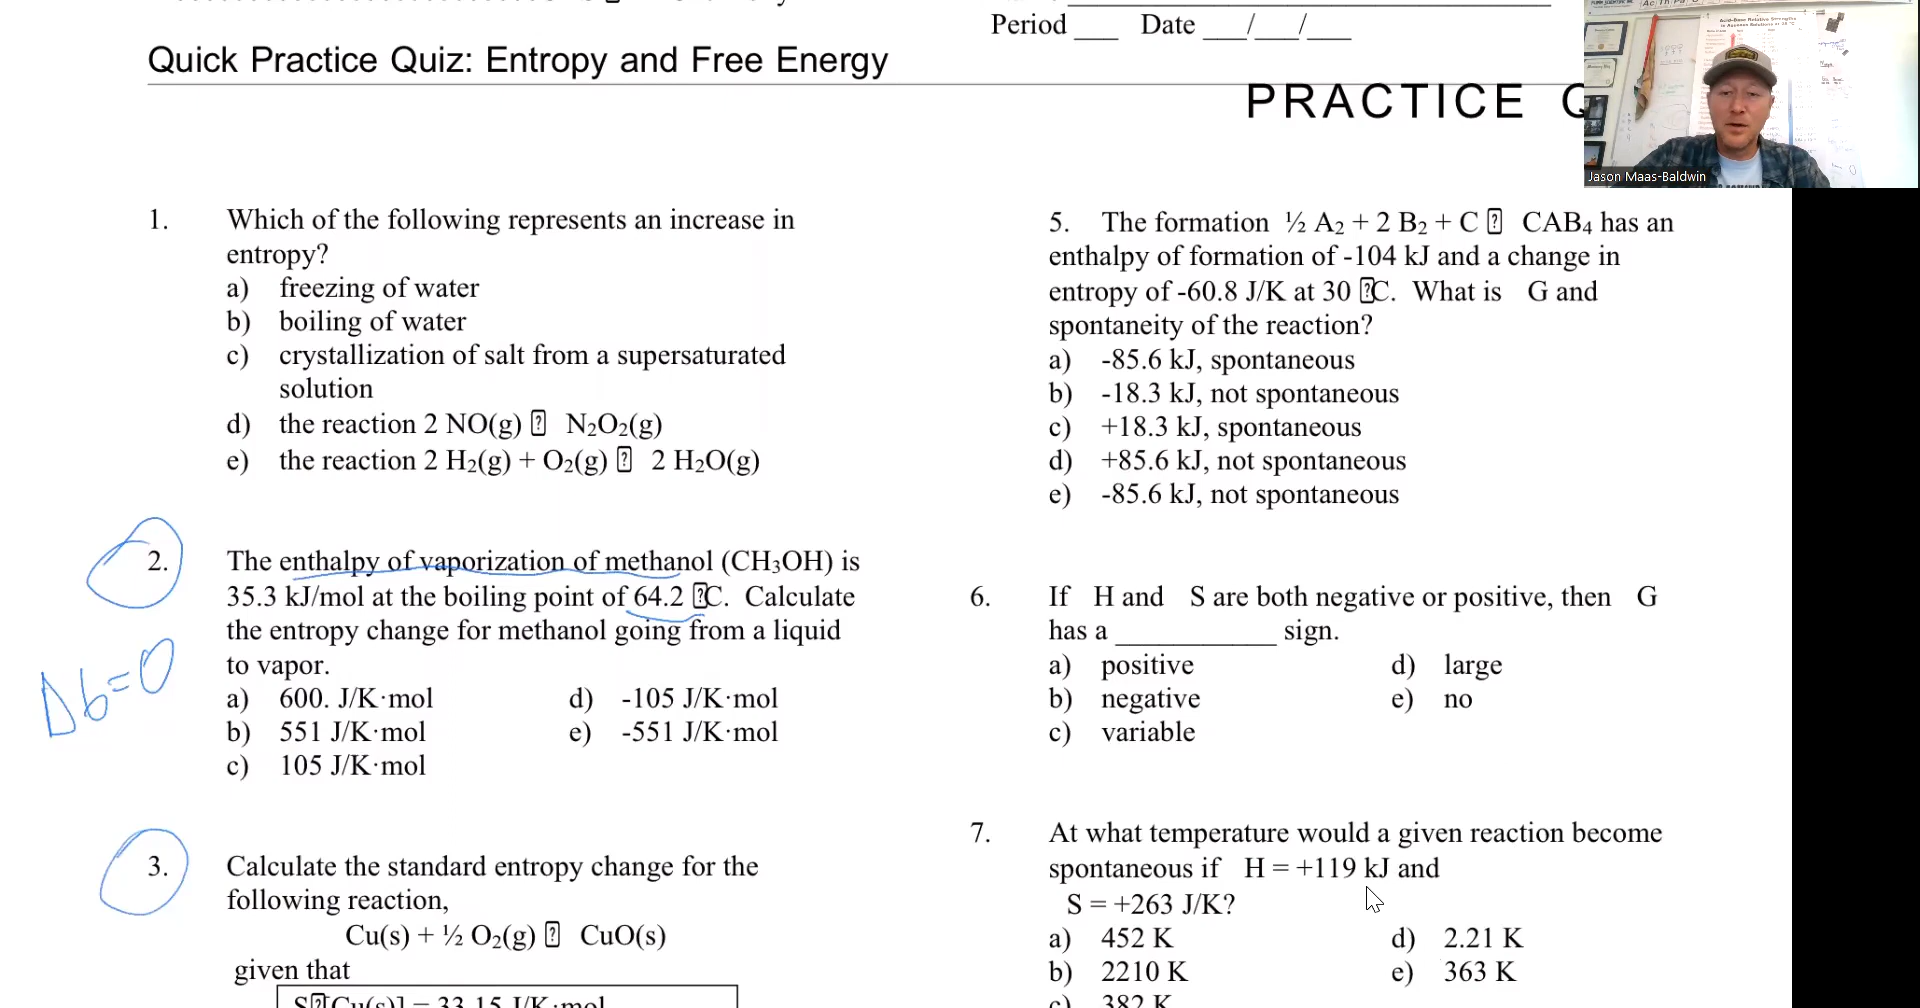 Period ___ Date ___/___/___
Quick Practice Quiz: Entropy and Free Energy
PRACTICE
Jason Maas-Baldwin
1. Which of the following represents an increase in
entropy?
a) freezing of water
b) boiling of water
c) crystallization of salt from a supersaturated
solution
d) the reaction 2 NO(g) ⍰ N₂O₂(g)
e) the reaction 2 H₂(g) + O₂(g) ⍰ 2 H₂O(g)
2. The enthalpy of vaporization of methanol (CH₃OH) is
35.3 kJ/mol at the boiling point of 64.2 ⍰C. Calculate
the entropy change for methanol going from a liquid
to vapor.
a) 600. J/K·mol d) -105 J/K·mol
b) 551 J/K·mol e) -551 J/K·mol
c) 105 J/K·mol
ΔG=0
3. Calculate the standard entropy change for the
following reaction,
Cu(s) + ½ O₂(g) ⍰ CuO(s)
given that
S⍰[Cu(s)] = 33.15 J/K·mol
5. The formation ½ A₂ + 2 B₂ + C ⍰ CAB₄ has an
enthalpy of formation of -104 kJ and a change in
entropy of -60.8 J/K at 30 ⍰C. What is G and
spontaneity of the reaction?
a) -85.6 kJ, spontaneous
b) -18.3 kJ, not spontaneous
c) +18.3 kJ, spontaneous
d) +85.6 kJ, not spontaneous
e) -85.6 kJ, not spontaneous
6. If H and S are both negative or positive, then G
has a ____________ sign.
a) positive d) large
b) negative e) no
c) variable
7. At what temperature would a given reaction become
spontaneous if H = +119 kJ and
S = +263 J/K?
a) 452 K d) 2.21 K
b) 2210 K e) 363 K
c) 382 K